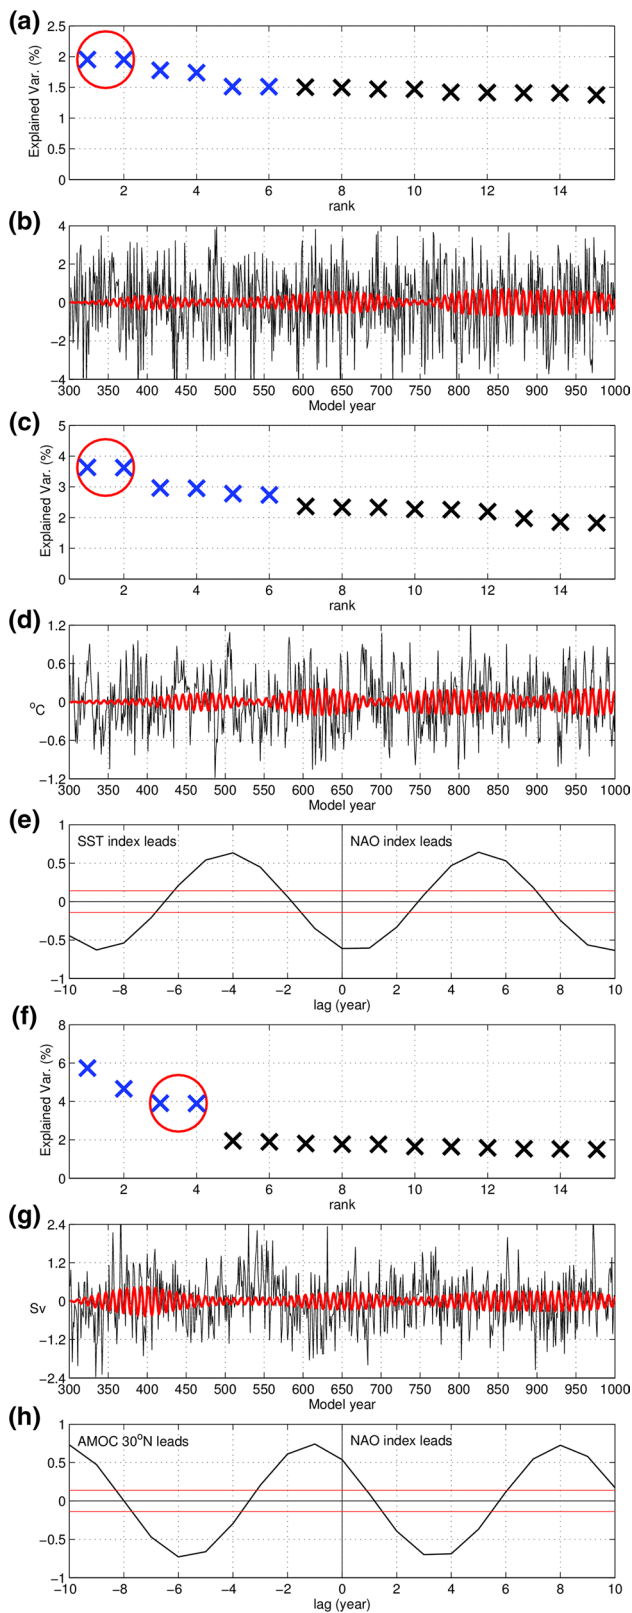 (a)
Explained Var. (%)
2.5
2
1.5
1
0.5
0
2 4 6 8 10 12 14
rank
(b)
4
2
0
−2
−4
300 350 400 450 500 550 600 650 700 750 800 850 900 950 1000
Model year
(c)
Explained Var. (%)
5
4
3
2
1
0
2 4 6 8 10 12 14
rank
(d)
°C
1.2
0.6
0
−0.6
−1.2
300 350 400 450 500 550 600 650 700 750 800 850 900 950 1000
Model year
(e)
SST index leads NAO index leads
1
0.5
0
−0.5
−1
−10 −8 −6 −4 −2 0 2 4 6 8 10
lag (year)
(f)
Explained Var. (%)
8
6
4
2
0
2 4 6 8 10 12 14
rank
(g)
Sv
2.4
1.2
0
−1.2
−2.4
300 350 400 450 500 550 600 650 700 750 800 850 900 950 1000
Model year
(h)
AMOC 30°N leads NAO index leads
1
0.5
0
−0.5
−1
−10 −8 −6 −4 −2 0 2 4 6 8 10
lag (year)